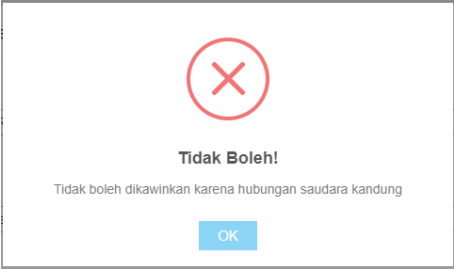 Tidak Boleh!
Tidak boleh dikawinkan karena hubungan saudara kandung
OK